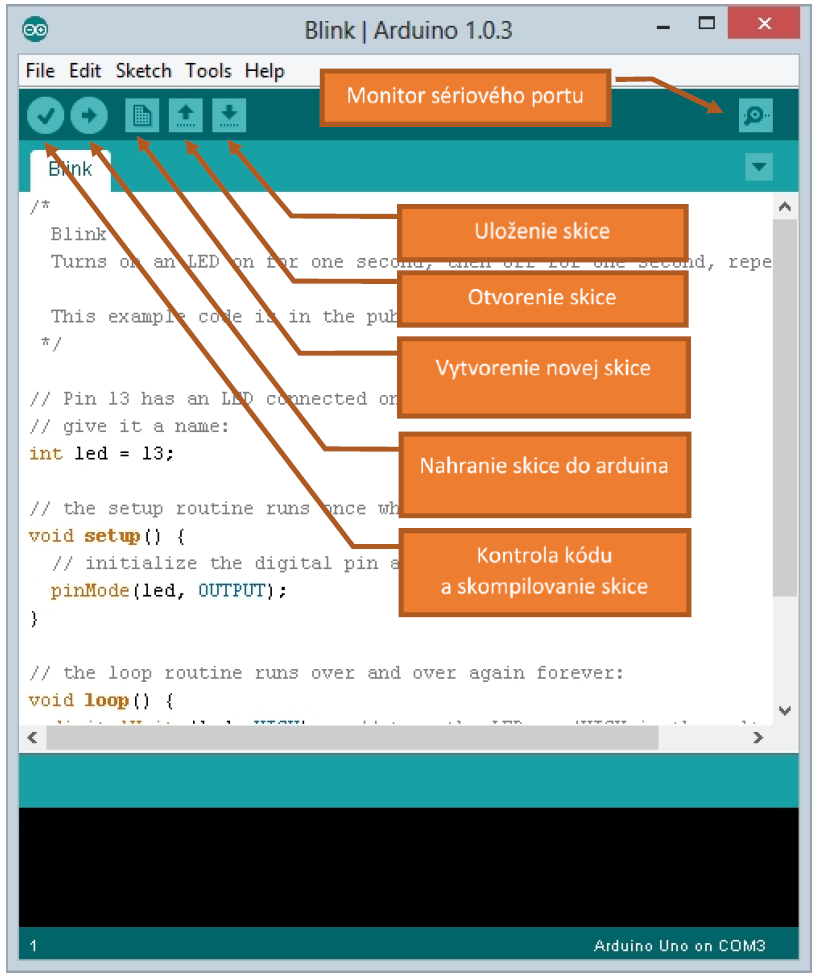 Blink | Arduino 1.0.3
File Edit Sketch Tools Help
Monitor sériového portu
Blink
/*
Blink
Uloženie skice
Turns on an LED on for one second, then off for one second, repe
Otvorenie skice
This example code is in the pub
*/
Vytvorenie novej skice
// Pin 13 has an LED connected on
// give it a name:
int led = 13;
Nahranie skice do arduina
// the setup routine runs once wh
void setup() {
// initialize the digital pin a
pinMode(led, OUTPUT);
}
Kontrola kódu
a skompilovanie skice
// the loop routine runs over and over again forever:
void loop() {
1
Arduino Uno on COM3